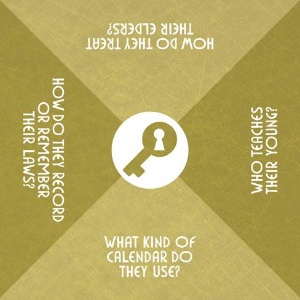 HOW DO THEY TREAT
THEIR ELDERS?
HOW DO THEY RECORD
OR REMEMBER
THEIR LAWS?
WHO TEACHES
THEIR YOUNG?
WHAT KIND OF
CALENDAR DO
THEY USE?